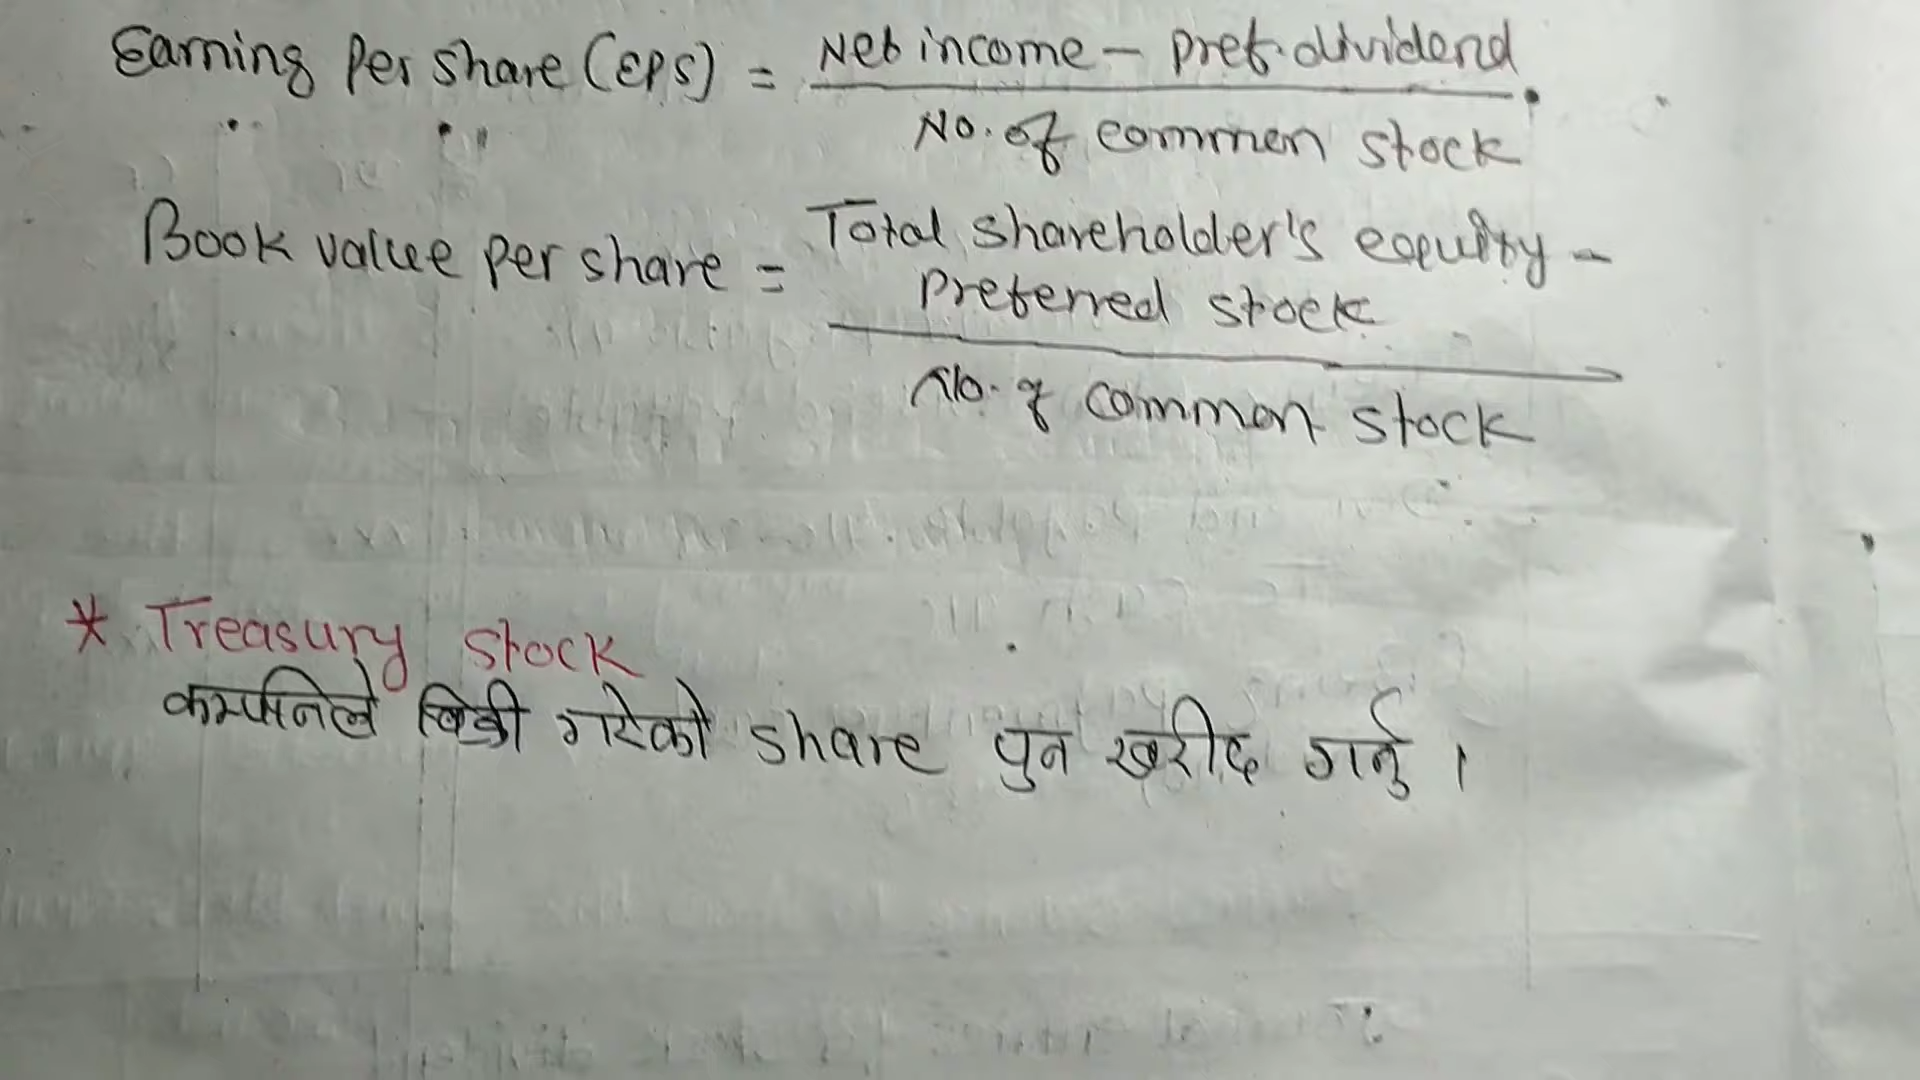 Earning Per share (EPS) = Net income - pref. dividend
No. of common stock
Book value per share = Total shareholder's equity -
preferred stock
No. of common stock
* Treasury stock
कम्पनिले बिक्री गरेको share पुन खरीद गर्नु ।